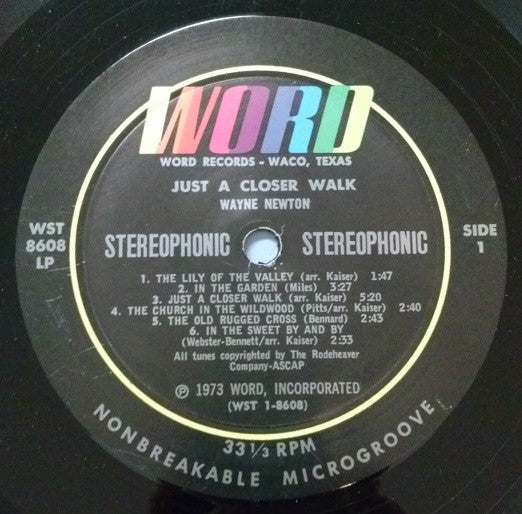 WORD
WORD RECORDS - WACO, TEXAS
JUST A CLOSER WALK
WAYNE NEWTON
WST
8608
LP
SIDE
1
STEREOPHONIC STEREOPHONIC
1. THE LILY OF THE VALLEY (arr. Kaiser) 1:47
2. IN THE GARDEN (Miles) 3:27
3. JUST A CLOSER WALK (arr. Kaiser) 5:20
4. THE CHURCH IN THE WILDWOOD (Pitts/arr. Kaiser) 2:40
5. THE OLD RUGGED CROSS (Bennard) 2:43
6. IN THE SWEET BY AND BY
(Webster-Bennett/arr. Kaiser) 2:33
All tunes copyrighted by The Rodeheaver
Company-ASCAP
℗ 1973 WORD, INCORPORATED
(WST 1-8608)
33 1/3 RPM
NONBREAKABLE MICROGROOVE